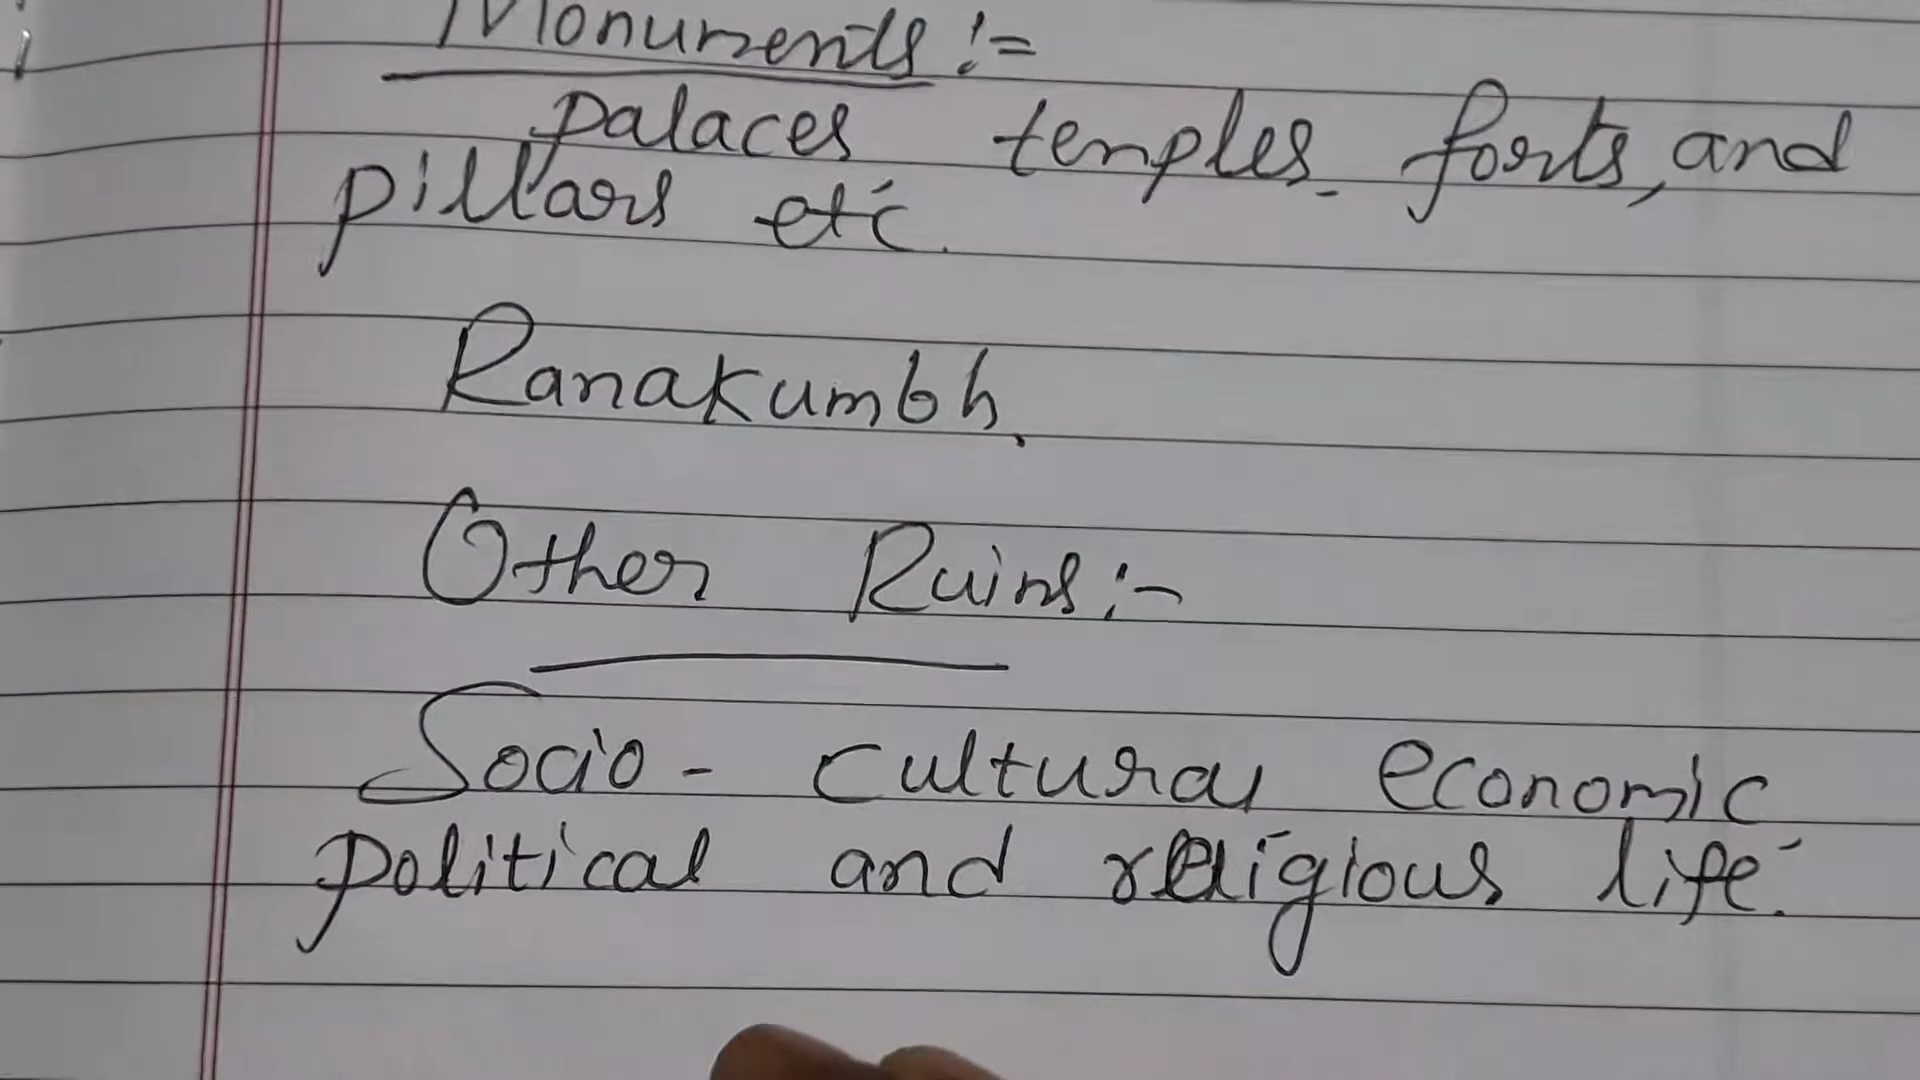 Monuments :-
palaces temples. forts, and
pillars etc.
Ranakumbh.
Other Ruins :-
Socio - cultural economic
political and religious life.